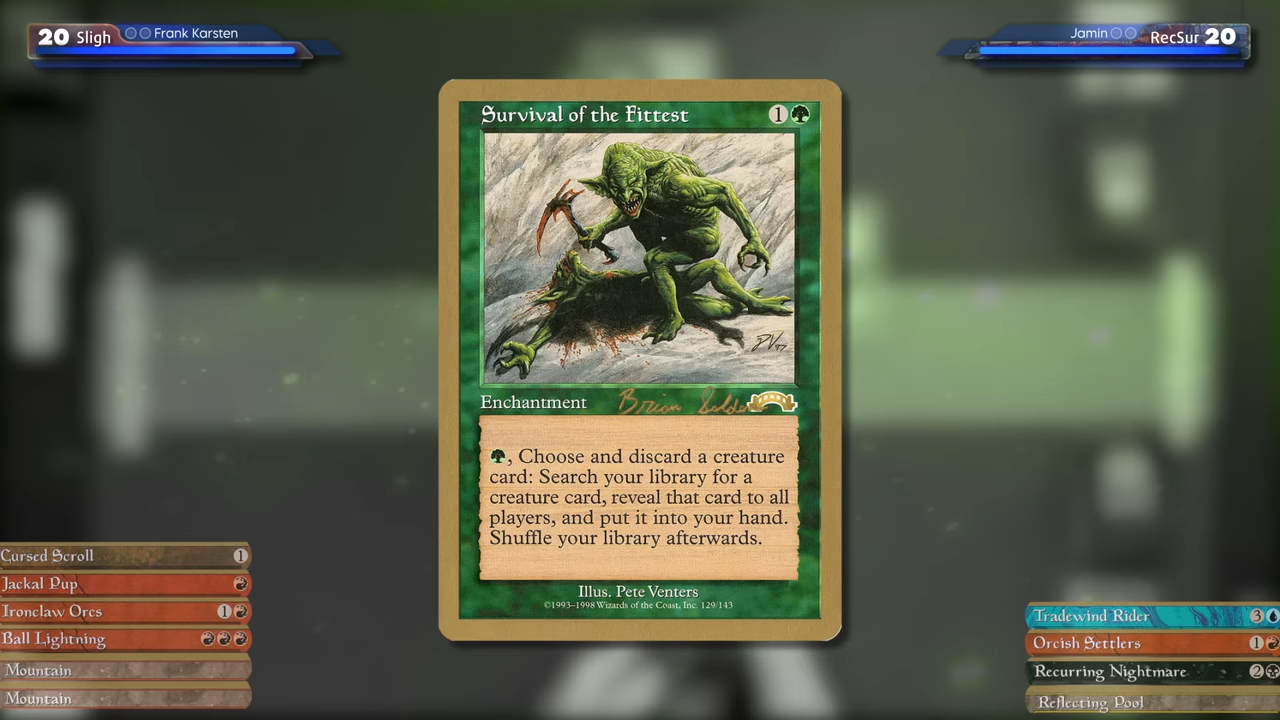 20 Sligh Frank Karsten
Jamin RecSur 20
Survival of the Fittest 1
PV 97
Enchantment Brian Selden
, Choose and discard a creature
card: Search your library for a
creature card, reveal that card to all
players, and put it into your hand.
Shuffle your library afterwards.
Illus. Pete Venters
©1993–1998 Wizards of the Coast, Inc. 129/143
Cursed Scroll 1
Jackal Pup
Ironclaw Orcs 1
Ball Lightning
Mountain
Mountain
Tradewind Rider 3
Orcish Settlers 1
Recurring Nightmare 2
Reflecting Pool